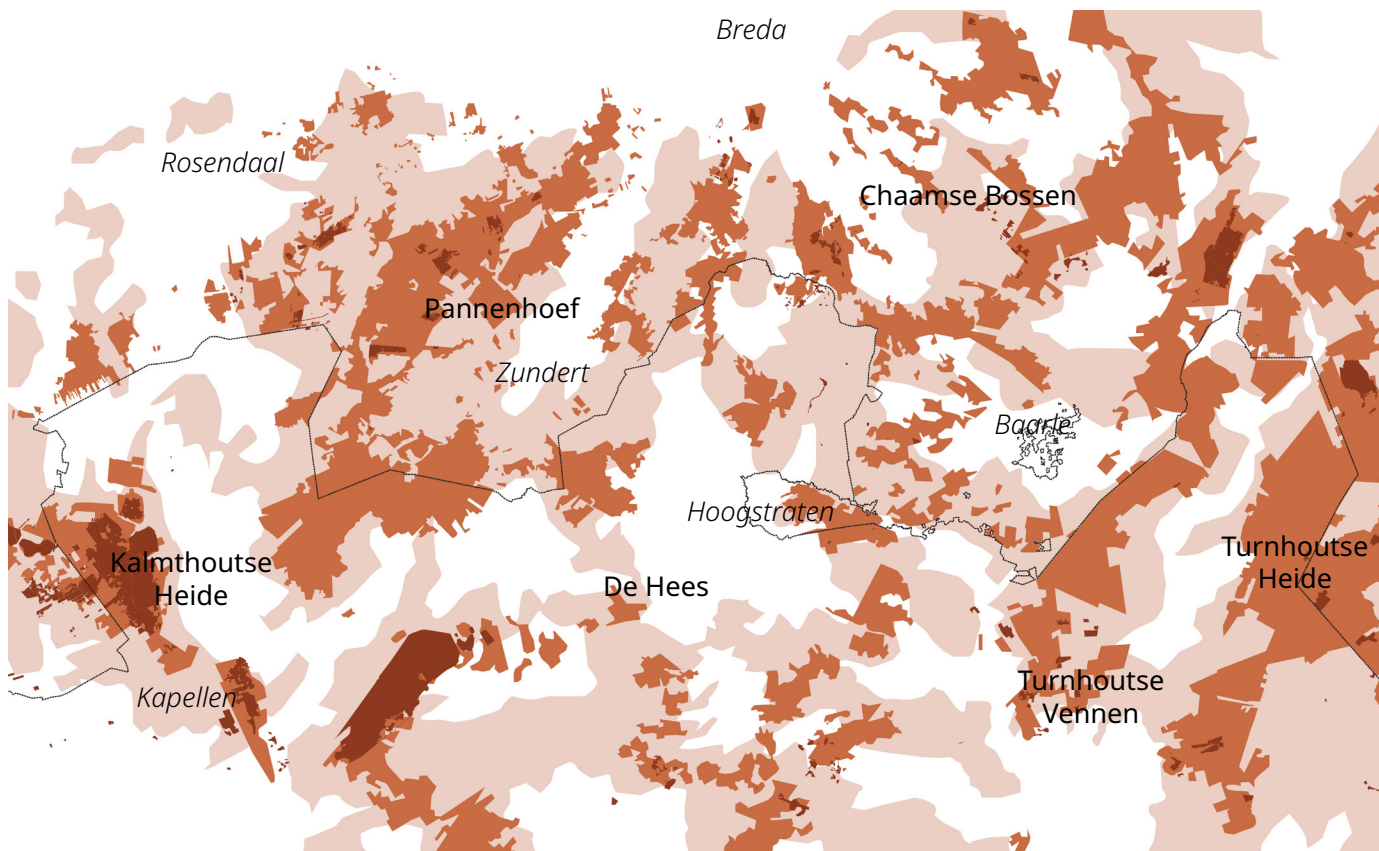 Breda
Rosendaal
Chaamse Bossen
Pannenhoef
Zundert
Baarle
Hoogstraten
Kalmthoutse
Heide
Turnhoutse
Heide
De Hees
Kapellen
Turnhoutse
Vennen